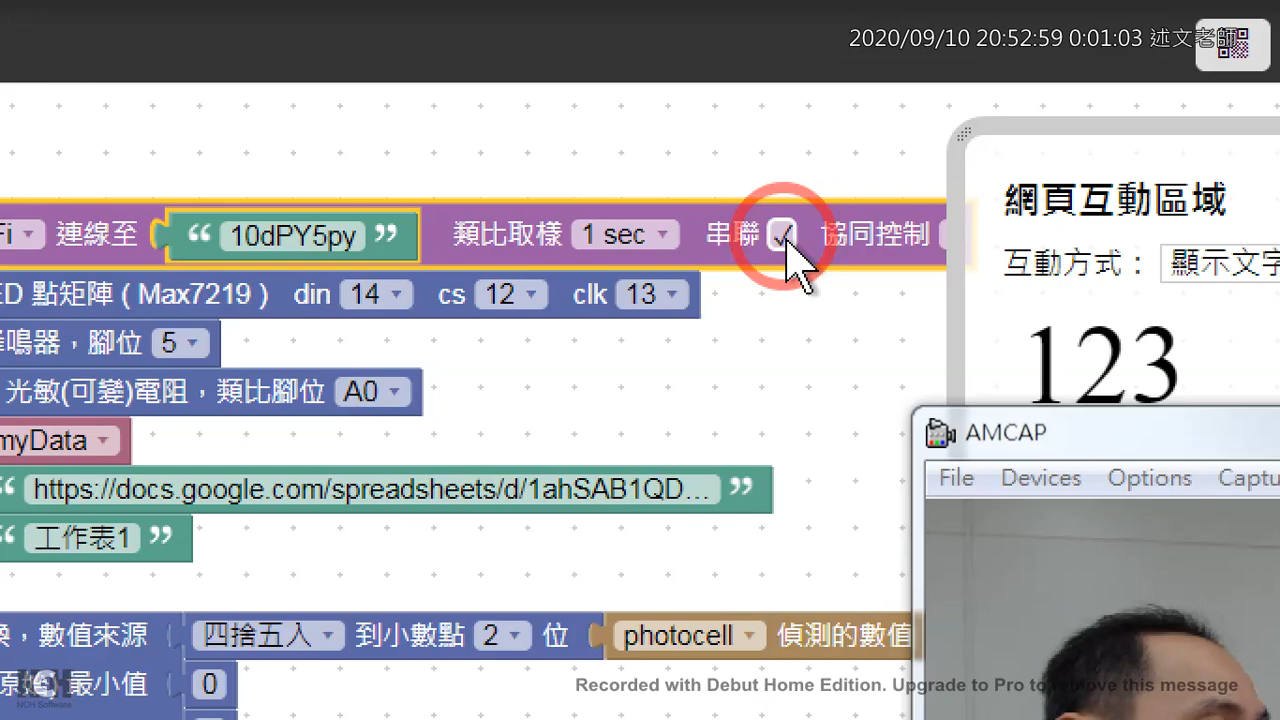 2020/09/10 20:52:59 0:01:03 述文老師
網頁互動區域
Fi 連線至 “ 10dPY5py ” 類比取樣 1 sec 串聯 ✓ 協同控制
互動方式： 顯示文字
ED 點矩陣 ( Max7219 ) din 14 cs 12 clk 13
鳴器，腳位 5
123
光敏(可變)電阻，類比腳位 A0
myData
AMCAP
File Devices Options Captu
“ https://docs.google.com/spreadsheets/d/1ahSAB1QD... ”
“ 工作表1 ”
換，數值來源 四捨五入 到小數點 2 位 photocell 偵測的數值
原始 最小值 0
NCH Software
Recorded with Debut Home Edition. Upgrade to Pro to remove this message